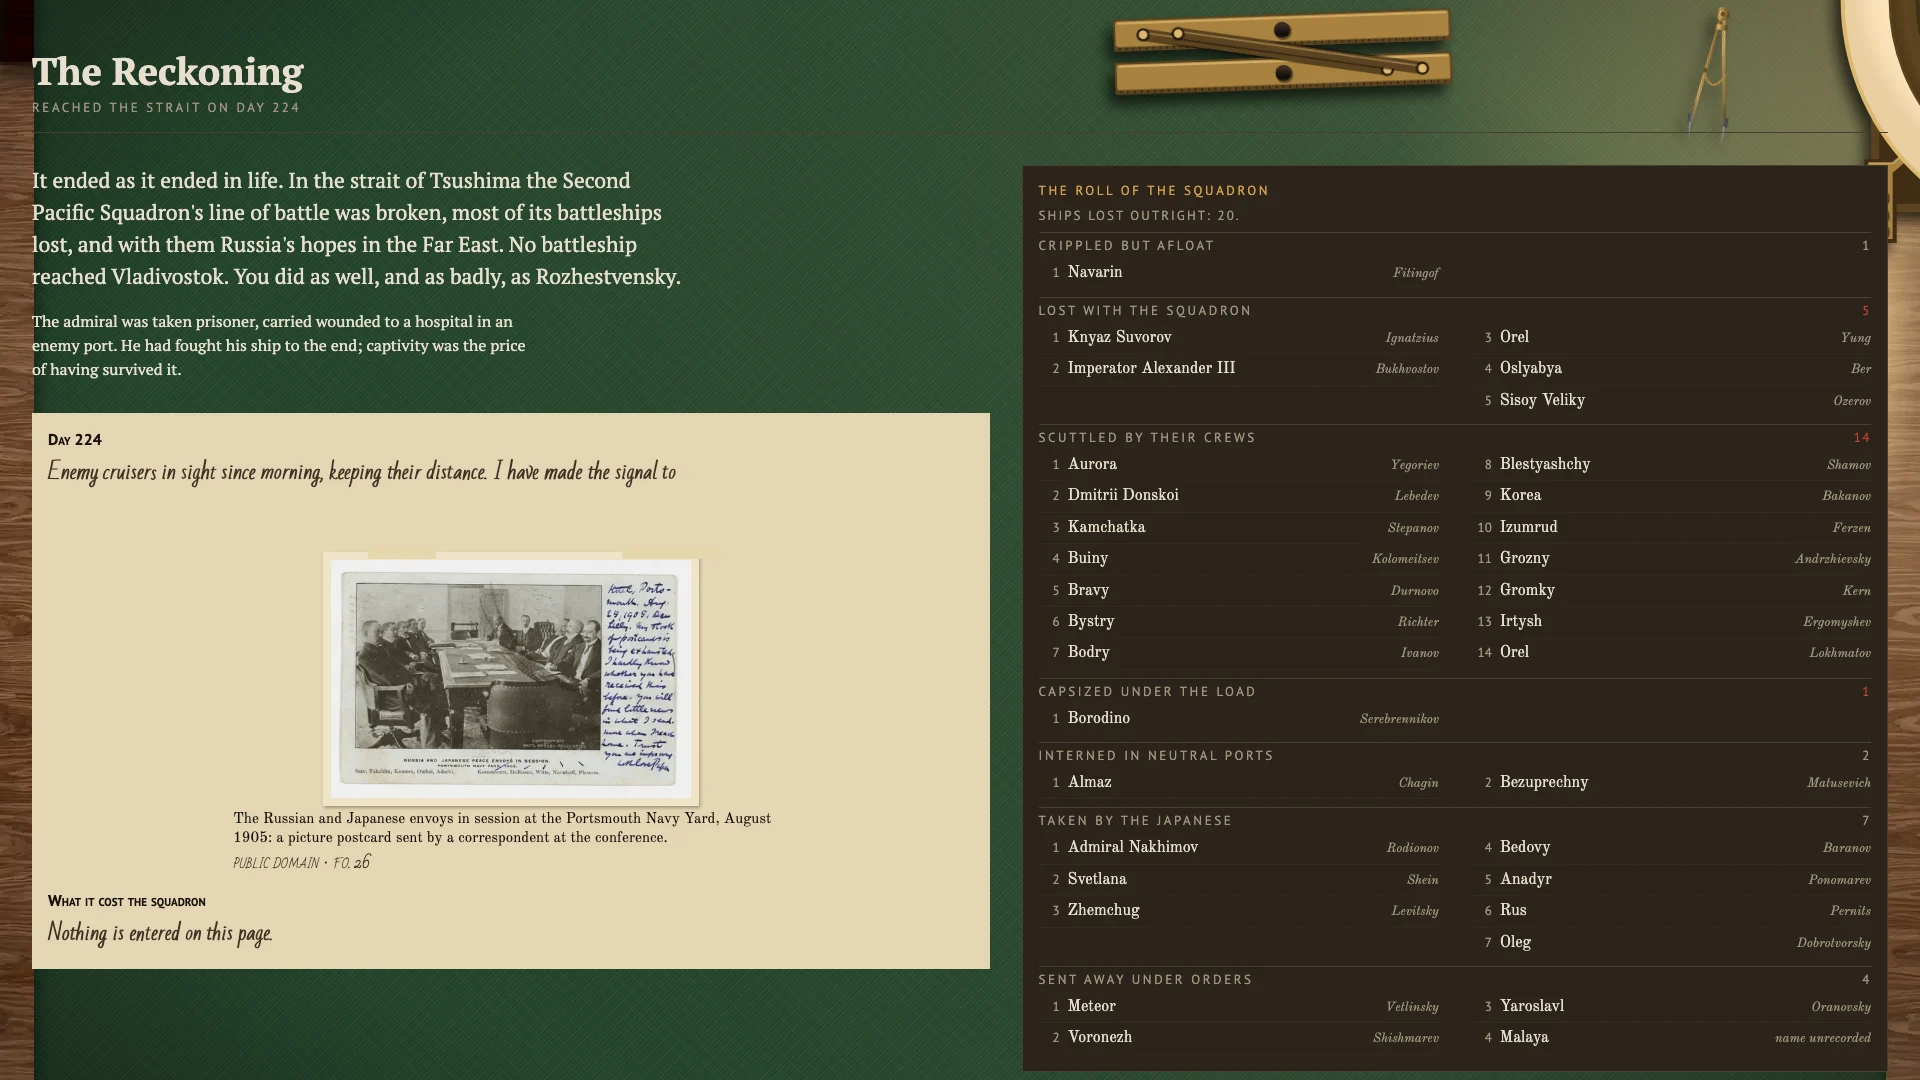 The Reckoning
REACHED THE STRAIT ON DAY 224
It ended as it ended in life. In the strait of Tsushima the Second
Pacific Squadron's line of battle was broken, most of its battleships
lost, and with them Russia's hopes in the Far East. No battleship
reached Vladivostok. You did as well, and as badly, as Rozhestvensky.
The admiral was taken prisoner, carried wounded to a hospital in an
enemy port. He had fought his ship to the end; captivity was the price
of having survived it.
Day 224
Enemy cruisers in sight since morning, keeping their distance. I have made the signal to
RUSSIA AND JAPANESE PEACE ENVOYS IN SESSION,
PORTSMOUTH NAVY YARD, 1905.
The Russian and Japanese envoys in session at the Portsmouth Navy Yard, August
1905: a picture postcard sent by a correspondent at the conference.
PUBLIC DOMAIN · FO. 26
What it cost the squadron
Nothing is entered on this page.
THE ROLL OF THE SQUADRON
SHIPS LOST OUTRIGHT: 20.
CRIPPLED BUT AFLOAT 1
1 Navarin Fitingof
LOST WITH THE SQUADRON 5
1 Knyaz Suvorov Ignatzius
2 Imperator Alexander III Bukhvostov
3 Orel Yung
4 Oslyabya Ber
5 Sisoy Veliky Ozerov
SCUTTLED BY THEIR CREWS 14
1 Aurora Yegoriev
2 Dmitrii Donskoi Lebedev
3 Kamchatka Stepanov
4 Buiny Kolomeitsev
5 Bravy Durnovo
6 Bystry Richter
7 Bodry Ivanov
8 Blestyashchy Shamov
9 Korea Bakanov
10 Izumrud Ferzen
11 Grozny Andrzhievsky
12 Gromky Kern
13 Irtysh Ergomyshev
14 Orel Lokhmatov
CAPSIZED UNDER THE LOAD 1
1 Borodino Serebrennikov
INTERNED IN NEUTRAL PORTS 2
1 Almaz Chagin
2 Bezuprechny Matusevich
TAKEN BY THE JAPANESE 7
1 Admiral Nakhimov Rodionov
2 Svetlana Shein
3 Zhemchug Levitsky
4 Bedovy Baranov
5 Anadyr Ponomarev
6 Rus Pernits
7 Oleg Dobrotvorsky
SENT AWAY UNDER ORDERS 4
1 Meteor Vetlinsky
2 Voronezh Shishmarev
3 Yaroslavl Oranovsky
4 Malaya name unrecorded